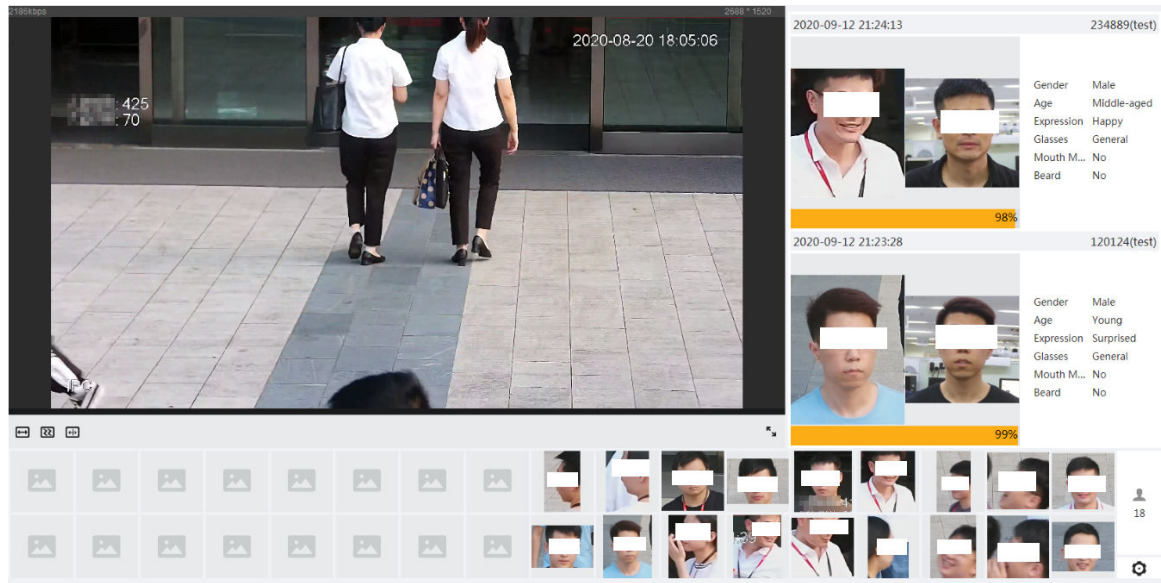 2186kbps
2688 * 1520
2020-08-20 18:05:06
: 425
: 70
IPC
2020-09-12 21:24:13 234889(test)
Gender Male
Age Middle-aged
Expression Happy
Glasses General
Mouth M... No
Beard No
98%
2020-09-12 21:23:28 120124(test)
Gender Male
Age Young
Expression Surprised
Glasses General
Mouth M... No
Beard No
99%
18